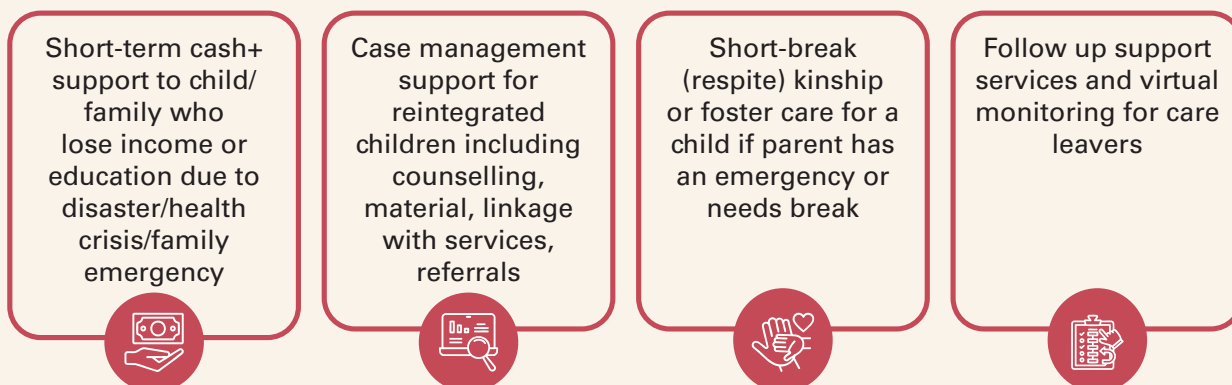 Short-term cash+
support to child/
family who
lose income or
education due to
disaster/health
crisis/family
emergency
Case management
support for
reintegrated
children including
counselling,
material, linkage
with services,
referrals
Short-break
(respite) kinship
or foster care for a
child if parent has
an emergency or
needs break
Follow up support
services and virtual
monitoring for care
leavers